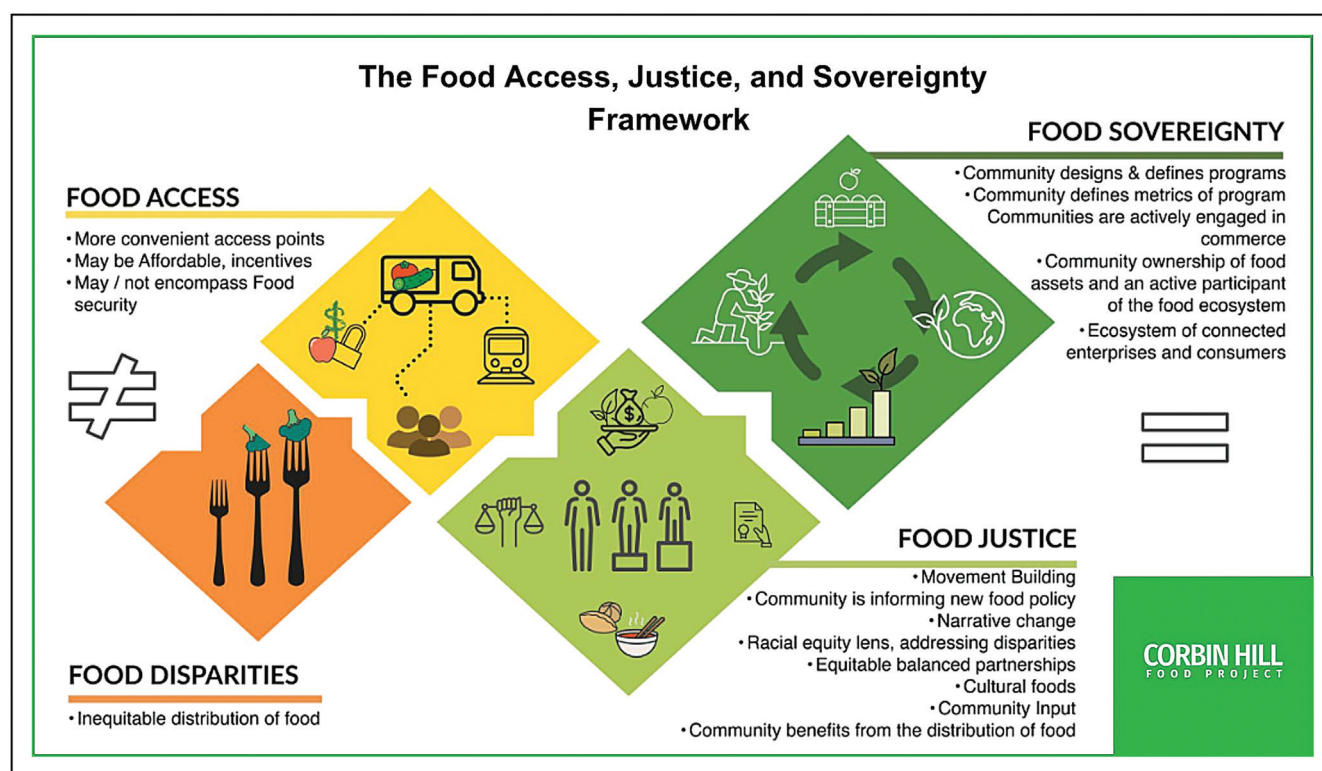 The Food Access, Justice, and Sovereignty
Framework
FOOD ACCESS
• More convenient access points
• May be Affordable, incentives
• May / not encompass Food
security
FOOD SOVEREIGNTY
• Community designs & defines programs
• Community defines metrics of program
Communities are actively engaged in
commerce
• Community ownership of food
assets and an active participant
of the food ecosystem
• Ecosystem of connected
enterprises and consumers
≠
$
$
=
FOOD DISPARITIES
• Inequitable distribution of food
FOOD JUSTICE
• Movement Building
• Community is informing new food policy
• Narrative change
• Racial equity lens, addressing disparities
• Equitable balanced partnerships
• Cultural foods
• Community Input
• Community benefits from the distribution of food
CORBIN HILL
FOOD PROJECT